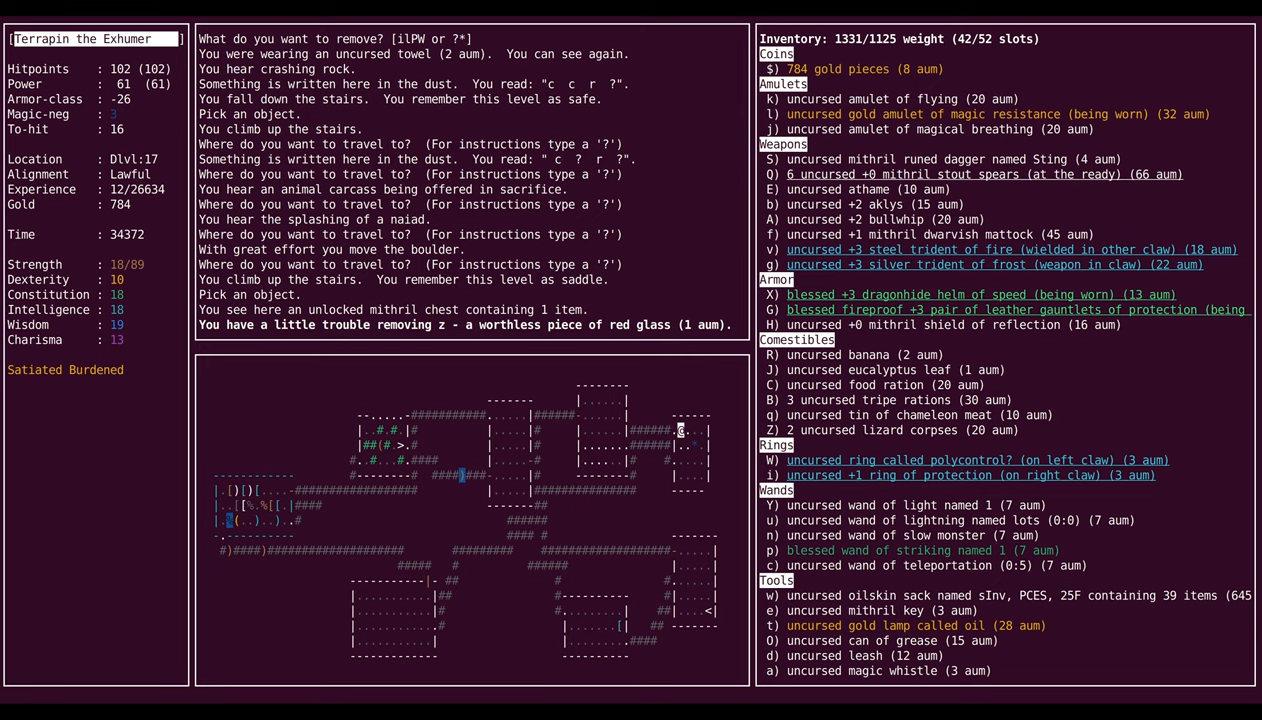 [Terrapin the Exhumer ]
Hitpoints : 102 (102)
Power : 61 (61)
Armor-class : -26
Magic-neg : 3
To-hit : 16
Location : Dlvl:17
Alignment : Lawful
Experience : 12/26634
Gold : 784
Time : 34372
Strength : 18/89
Dexterity : 10
Constitution : 18
Intelligence : 18
Wisdom : 19
Charisma : 13
Satiated Burdened
What do you want to remove? [ilPW or ?*]
You were wearing an uncursed towel (2 aum). You can see again.
You hear crashing rock.
Something is written here in the dust. You read: "c c r ?".
You fall down the stairs. You remember this level as safe.
Pick an object.
You climb up the stairs.
Where do you want to travel to? (For instructions type a '?')
Something is written here in the dust. You read: " c ? r ?".
Where do you want to travel to? (For instructions type a '?')
You hear an animal carcass being offered in sacrifice.
Where do you want to travel to? (For instructions type a '?')
You hear the splashing of a naiad.
Where do you want to travel to? (For instructions type a '?')
With great effort you move the boulder.
Where do you want to travel to? (For instructions type a '?')
You climb up the stairs. You remember this level as saddle.
Pick an object.
You see here an unlocked mithril chest containing 1 item.
You have a little trouble removing z - a worthless piece of red glass (1 aum).
Inventory: 1331/1125 weight (42/52 slots)
Coins
$) 784 gold pieces (8 aum)
Amulets
k) uncursed amulet of flying (20 aum)
l) uncursed gold amulet of magic resistance (being worn) (32 aum)
j) uncursed amulet of magical breathing (20 aum)
Weapons
S) uncursed mithril runed dagger named Sting (4 aum)
Q) 6 uncursed +0 mithril stout spears (at the ready) (66 aum)
E) uncursed athame (10 aum)
b) uncursed +2 aklys (15 aum)
A) uncursed +2 bullwhip (20 aum)
f) uncursed +1 mithril dwarvish mattock (45 aum)
v) uncursed +3 steel trident of fire (wielded in other claw) (18 aum)
g) uncursed +3 silver trident of frost (weapon in claw) (22 aum)
Armor
X) blessed +3 dragonhide helm of speed (being worn) (13 aum)
G) blessed fireproof +3 pair of leather gauntlets of protection (being
H) uncursed +0 mithril shield of reflection (16 aum)
Comestibles
R) uncursed banana (2 aum)
J) uncursed eucalyptus leaf (1 aum)
C) uncursed food ration (20 aum)
B) 3 uncursed tripe rations (30 aum)
q) uncursed tin of chameleon meat (10 aum)
Z) 2 uncursed lizard corpses (20 aum)
Rings
W) uncursed ring called polycontrol? (on left claw) (3 aum)
i) uncursed +1 ring of protection (on right claw) (3 aum)
Wands
Y) uncursed wand of light named 1 (7 aum)
u) uncursed wand of lightning named lots (0:0) (7 aum)
n) uncursed wand of slow monster (7 aum)
p) blessed wand of striking named 1 (7 aum)
c) uncursed wand of teleportation (0:5) (7 aum)
Tools
w) uncursed oilskin sack named sInv, PCES, 25F containing 39 items (645
e) uncursed mithril key (3 aum)
t) uncursed gold lamp called oil (28 aum)
O) uncursed can of grease (15 aum)
d) uncursed leash (12 aum)
a) uncursed magic whistle (3 aum)